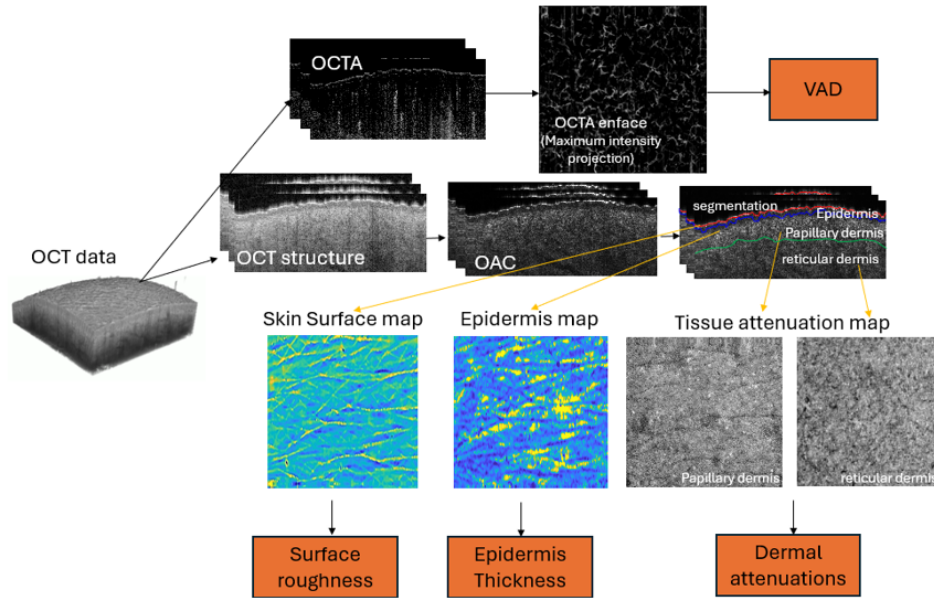 OCTA
OCTA enface
(Maximum intensity
projection)
VAD
OCT data
OCT structure
OAC
segmentation
Epidermis
Papillary dermis
reticular dermis
Skin Surface map
Epidermis map
Tissue attenuation map
Papillary dermis
reticular dermis
Surface
roughness
Epidermis
Thickness
Dermal
attenuations